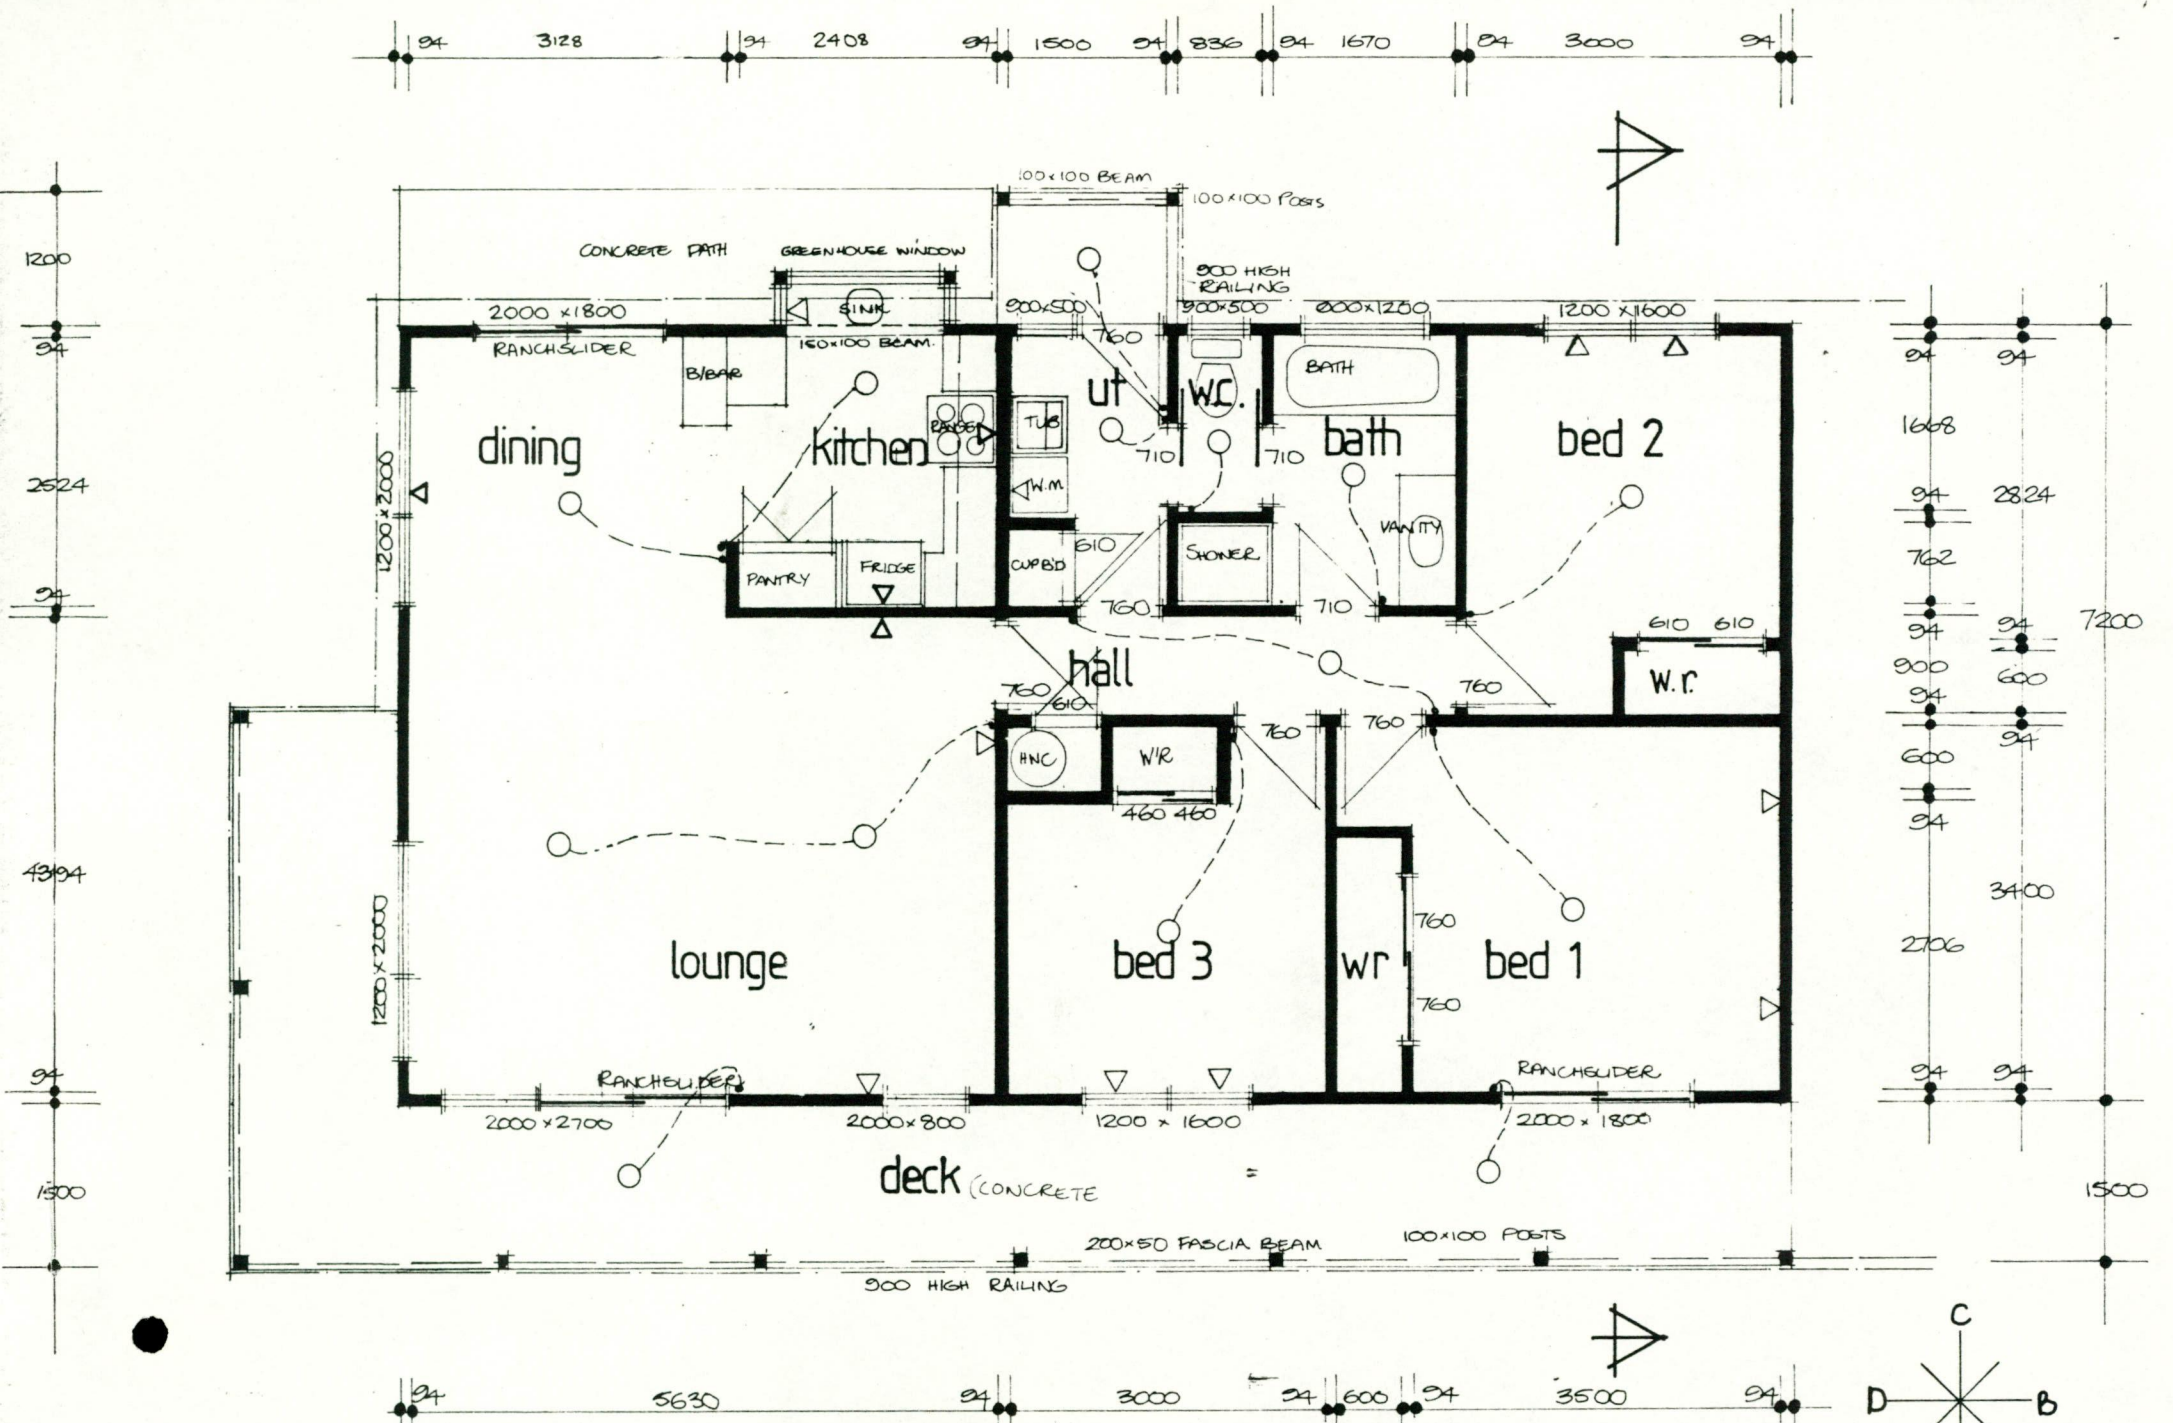 94 3128 94 2408 94 1500 94 836 94 1670 94 3000 94
100x100 BEAM
100x100 POSTS
1200
CONCRETE PATH
GREENHOUSE WINDOW
900 HIGH
RAILING
2000 x1800
SINK
900x500
900x500
1200 x1600
RANCHSLIDER
150x100 BEAM.
760
94
94
94
B/BAR
BATH
ut
W.C.
RANGE
TUB
dining
kitchen
bath
bed 2
1668
710
710
2524
1200 x 2000
W.M
94
2824
VANITY
610
SHOWER
762
CUPB'D
PANTRY
FRIDGE
94
760
710
610 610
94
94
7200
hall
W.r.
900
600
760
610
760
94
760
760
94
HWC
W'R
600
460 460
94
43194
1200 x 2000
3400
760
2706
lounge
bed 3
wr
bed 1
760
94
RANCHSLIDER
RANCHSLIDER
94
94
2000 x 2700
2000x800
1200 x 1600
2000 x 1800
1500
deck (CONCRETE
=
1500
200x50 FASCIA BEAM
100x100 POSTS
900 HIGH RAILING
C
94 5630 94 3000 94 600 94 3500 94
D
B